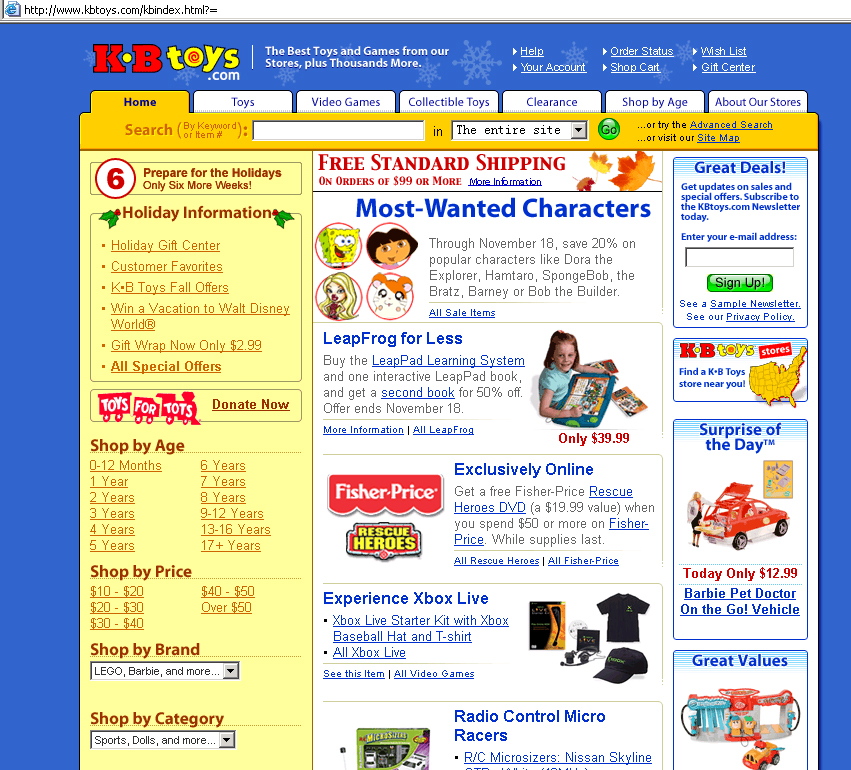 http://www.kbtoys.com/kbindex.html?=
K•B toys
.com
The Best Toys and Games from our
Stores, plus Thousands More.
Help
Order Status
Wish List
Your Account
Shop Cart
Gift Center
Home
Toys
Video Games
Collectible Toys
Clearance
Shop by Age
About Our Stores
Search (By Keyword or Item #):
in
The entire site
Go
...or try the Advanced Search
...or visit our Site Map
6
Prepare for the Holidays
Only Six More Weeks!
Holiday Information
• Holiday Gift Center
• Customer Favorites
• K•B Toys Fall Offers
• Win a Vacation to Walt Disney
World®
• Gift Wrap Now Only $2.99
• All Special Offers
TOYS FOR TOTS
Donate Now
Shop by Age
0-12 Months
6 Years
1 Year
7 Years
2 Years
8 Years
3 Years
9-12 Years
4 Years
13-16 Years
5 Years
17+ Years
Shop by Price
$10 - $20
$40 - $50
$20 - $30
Over $50
$30 - $40
Shop by Brand
LEGO, Barbie, and more...
Shop by Category
Sports, Dolls, and more...
FREE STANDARD SHIPPING
ON ORDERS OF $99 OR MORE More Information
Most-Wanted Characters
Through November 18, save 20% on
popular characters like Dora the
Explorer, Hamtaro, SpongeBob, the
Bratz, Barney or Bob the Builder.
All Sale Items
LeapFrog for Less
Buy the LeapPad Learning System
and one interactive LeapPad book,
and get a second book for 50% off.
Offer ends November 18.
More Information | All LeapFrog
Only $39.99
Fisher-Price
RESCUE
HEROES
Exclusively Online
Get a free Fisher-Price Rescue
Heroes DVD (a $19.99 value) when
you spend $50 or more on Fisher-
Price. While supplies last.
All Rescue Heroes | All Fisher-Price
Experience Xbox Live
• Xbox Live Starter Kit with Xbox
Baseball Hat and T-shirt
• All Xbox Live
See this Item | All Video Games
LIVE
XBOX
MICROSIZERS
Radio Control Micro
Racers
• R/C Microsizers: Nissan Skyline
Great Deals!
Get updates on sales and
special offers. Subscribe to
the KBtoys.com Newsletter
today.
Enter your e-mail address:
Sign Up!
See a Sample Newsletter.
See our Privacy Policy.
K•B toys stores
Find a K•B Toys
store near you!
Surprise of
the Day™
Today Only $12.99
Barbie Pet Doctor
On the Go! Vehicle
Great Values